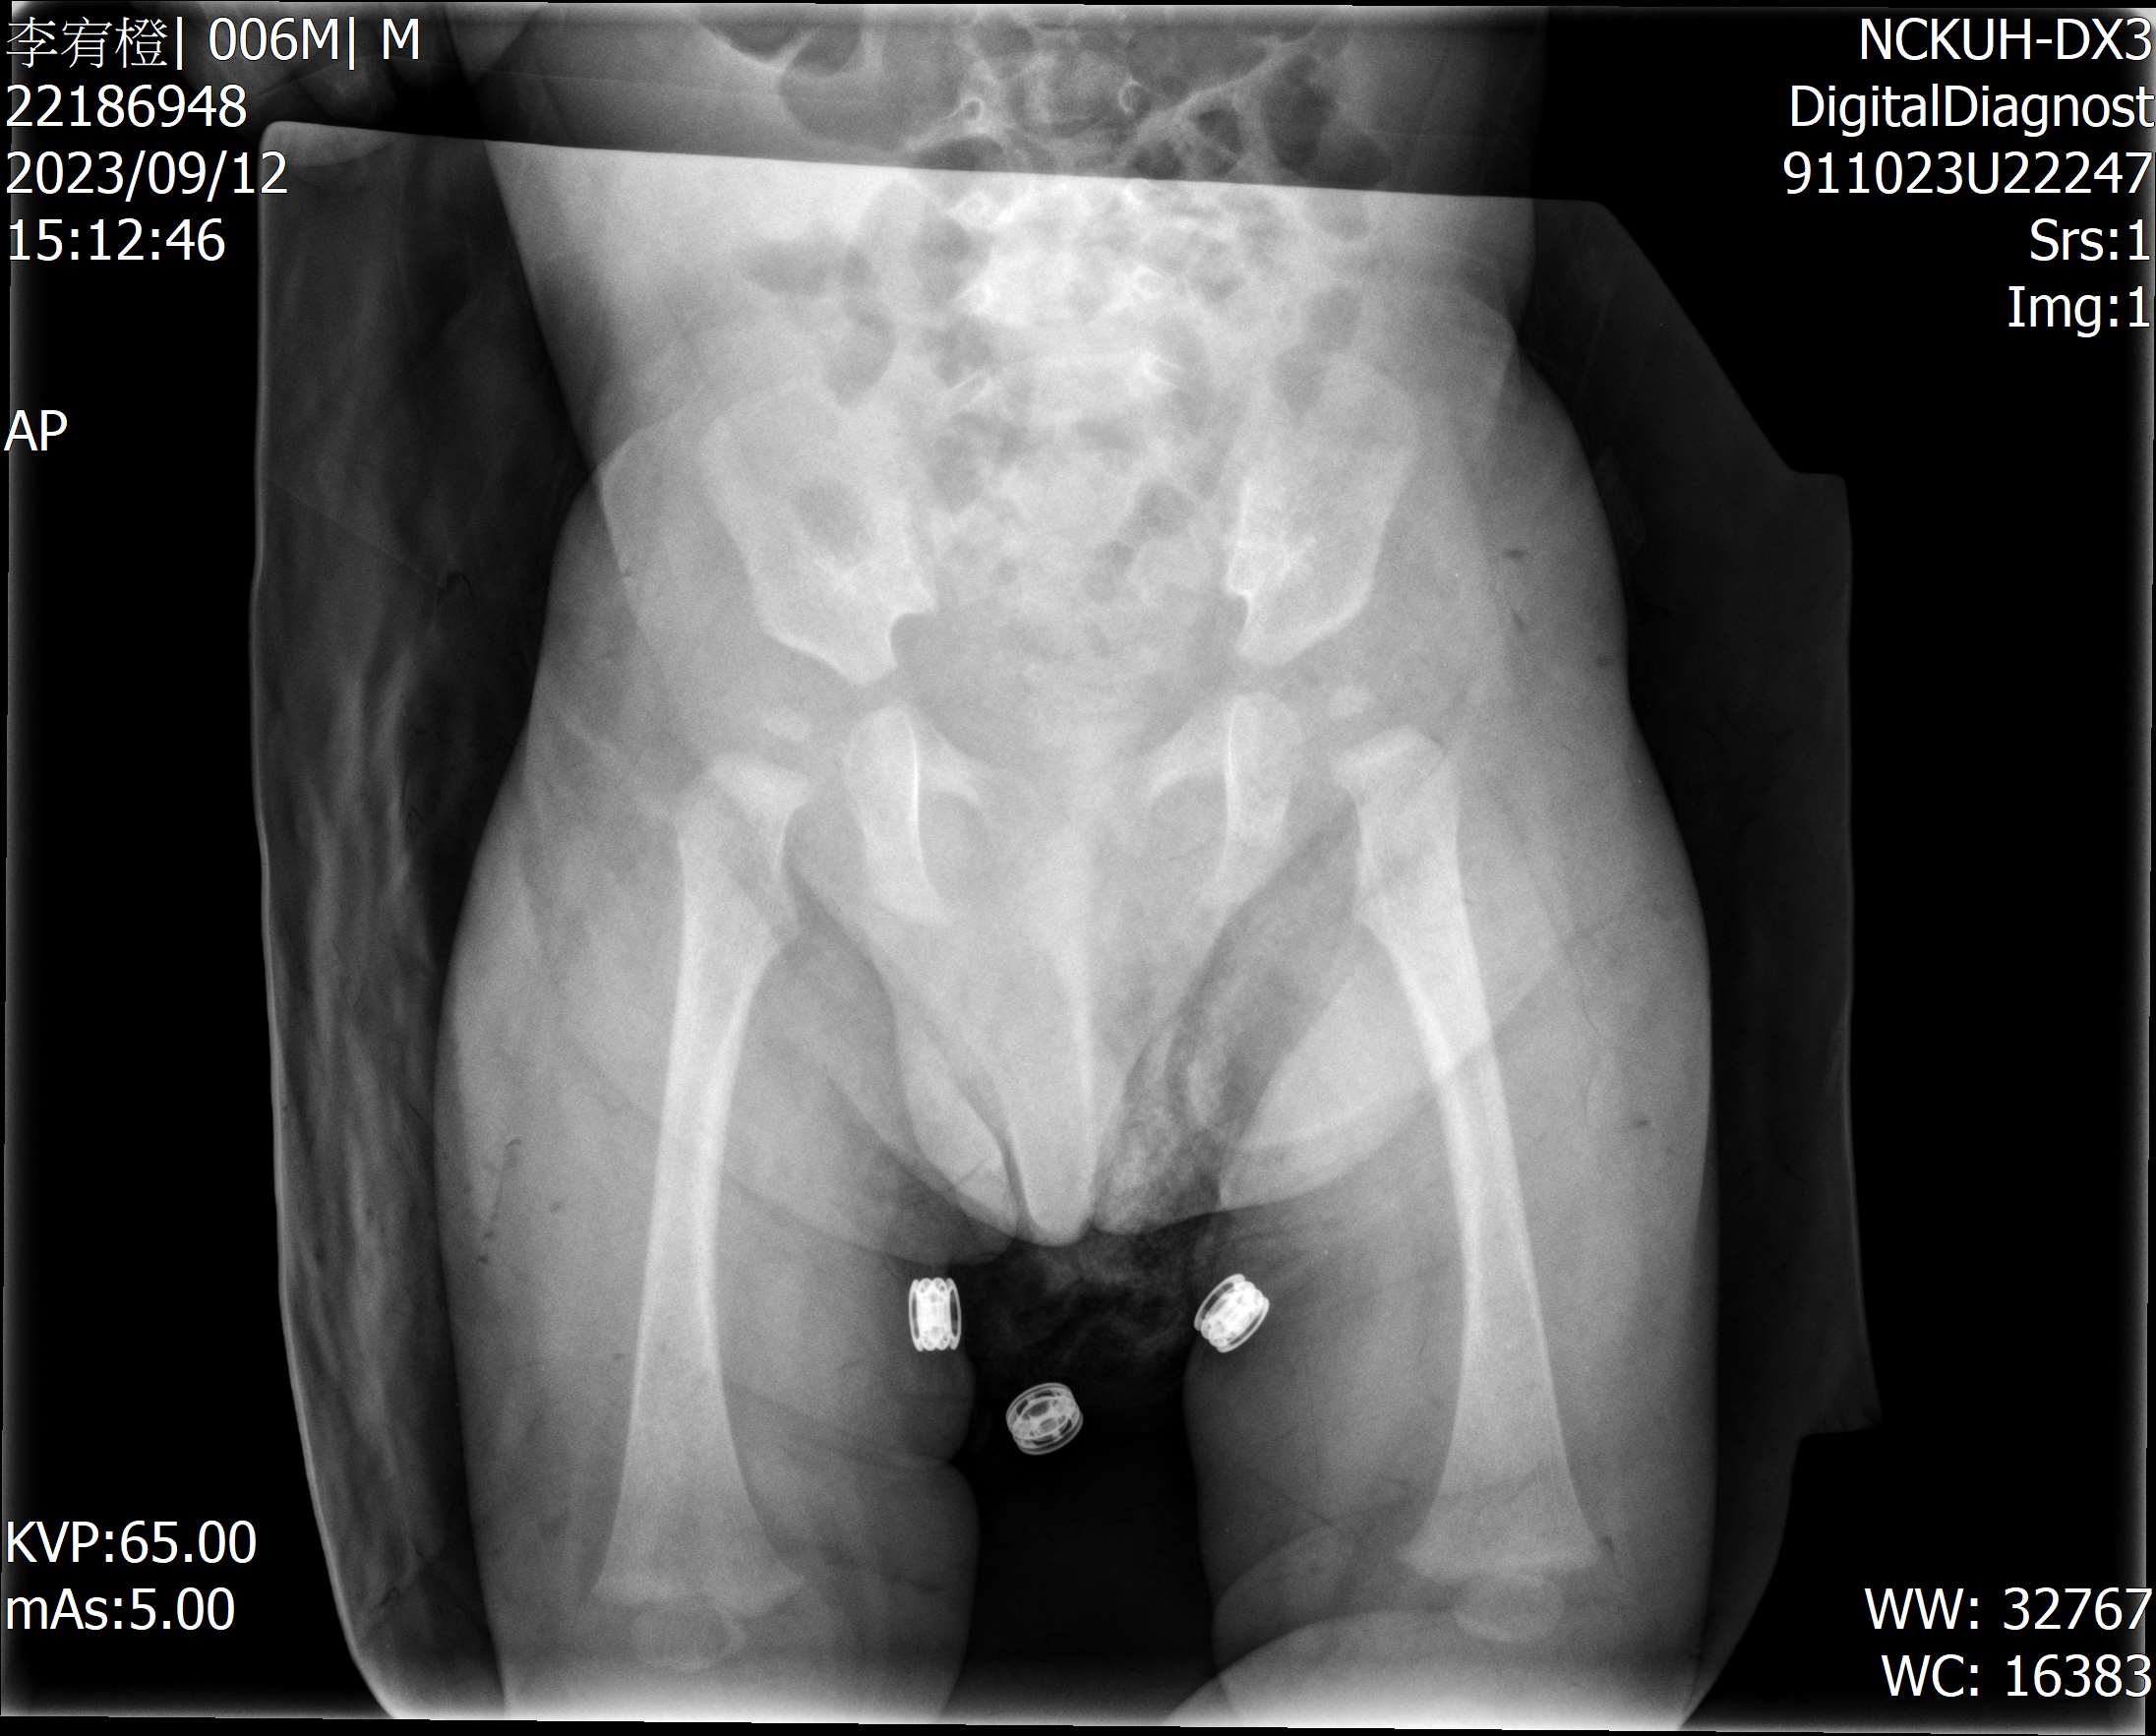 李宥橙| 006M| M
22186948
2023/09/12
15:12:46
AP
NCKUH-DX3
DigitalDiagnost
911023U22247
Srs:1
Img:1
KVP:65.00
mAs:5.00
WW: 32767
WC: 16383